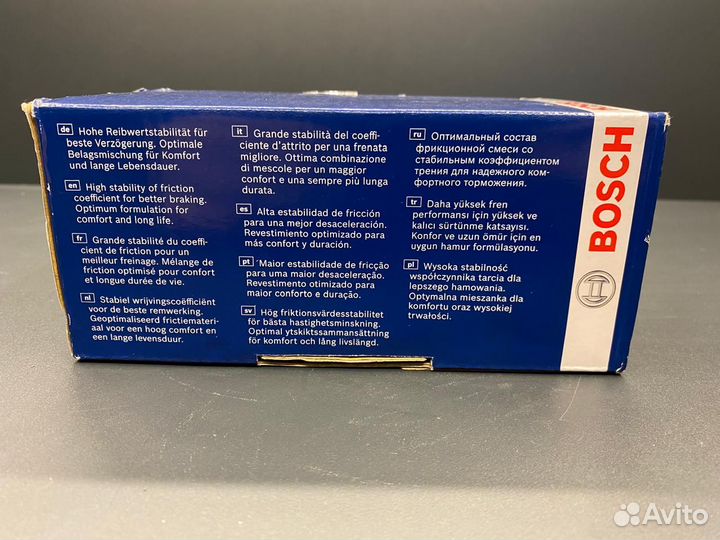 de Hohe Reibwertstabilität für
beste Verzögerung. Optimale
Belagsmischung für Komfort
und lange Lebensdauer.
en High stability of friction
coefficient for better braking.
Optimum formulation for
comfort and long life.
fr Grande stabilité du coeffi-
cient de friction pour un
meilleur freinage. Mélange de
friction optimisé pour confort et
longue durée de vie.
nl Stabiel wrijvingscoëfficiënt
voor de beste remwerking.
Geoptimaliseerd frictiemateri-
aal voor een hoog comfort en
een lange levensduur.
it Grande stabilità del coeffi-
ciente d'attrito per una frenata
migliore. Ottima combinazione
di mescole per un maggior
confort e una sempre più lunga
durata.
es Alta estabilidad de fricción
para una mejor desaceleración.
Revestimiento optimizado para
más confort y duración.
pt 'Maior estabilidade de fricção
para uma maior desaceleração.
Revestimento otimizado para
maior conforto e duração.
sv Hög friktionsvärdesstabilitet
för bästa hastighetsminskning.
Optimal ytskiktssammansättning
för komfort och lång livslängd.
ru Оптимальный состав
фрикционной смеси со
стабильным коэффициентом
трения для надежного ком-
фортного торможения.
tr Daha yüksek fren
performansı için yüksek ve
kalıcı sürtünme katsayısı.
Konfor ve uzun ömür için en
uygun hamur formülasyonu.
pl Wysoka stabilność
współczynnika tarcia dla
lepszego hamowania.
Optymalna mieszanka dla
komfortu oraz wysokiej
trwałości.
BOSCH
Avito